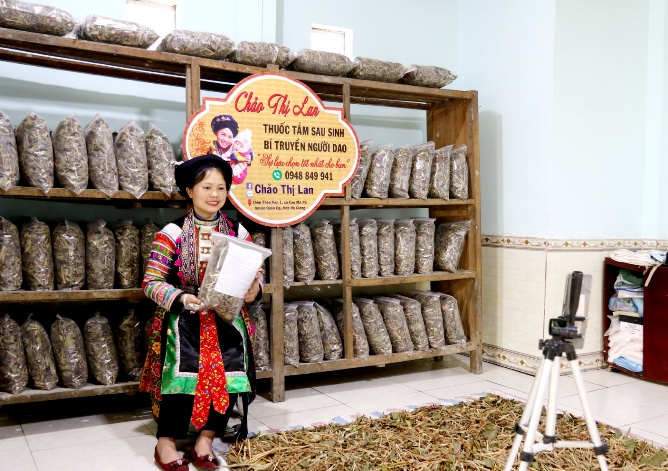 Chảo Thị Lan
THUỐC TẮM SAU SINH
BÍ TRUYỀN NGƯỜI DAO
"Sự lựa chọn tốt nhất cho bạn"
0948 849 941
Chảo Thị Lan